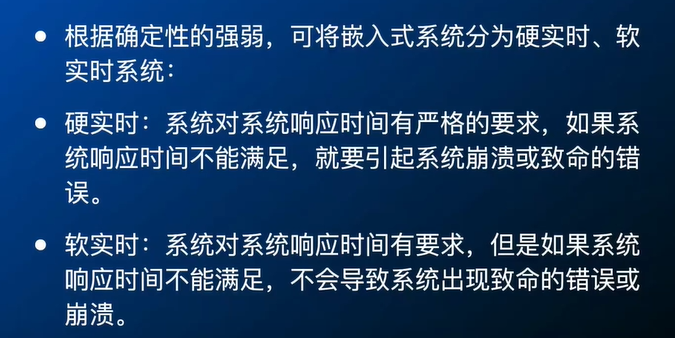 • 根据确定性的强弱，可将嵌入式系统分为硬实时、软
实时系统：
• 硬实时：系统对系统响应时间有严格的要求，如果系
统响应时间不能满足，就要引起系统崩溃或致命的错
误。
• 软实时：系统对系统响应时间有要求，但是如果系统
响应时间不能满足，不会导致系统出现致命的错误或
崩溃。